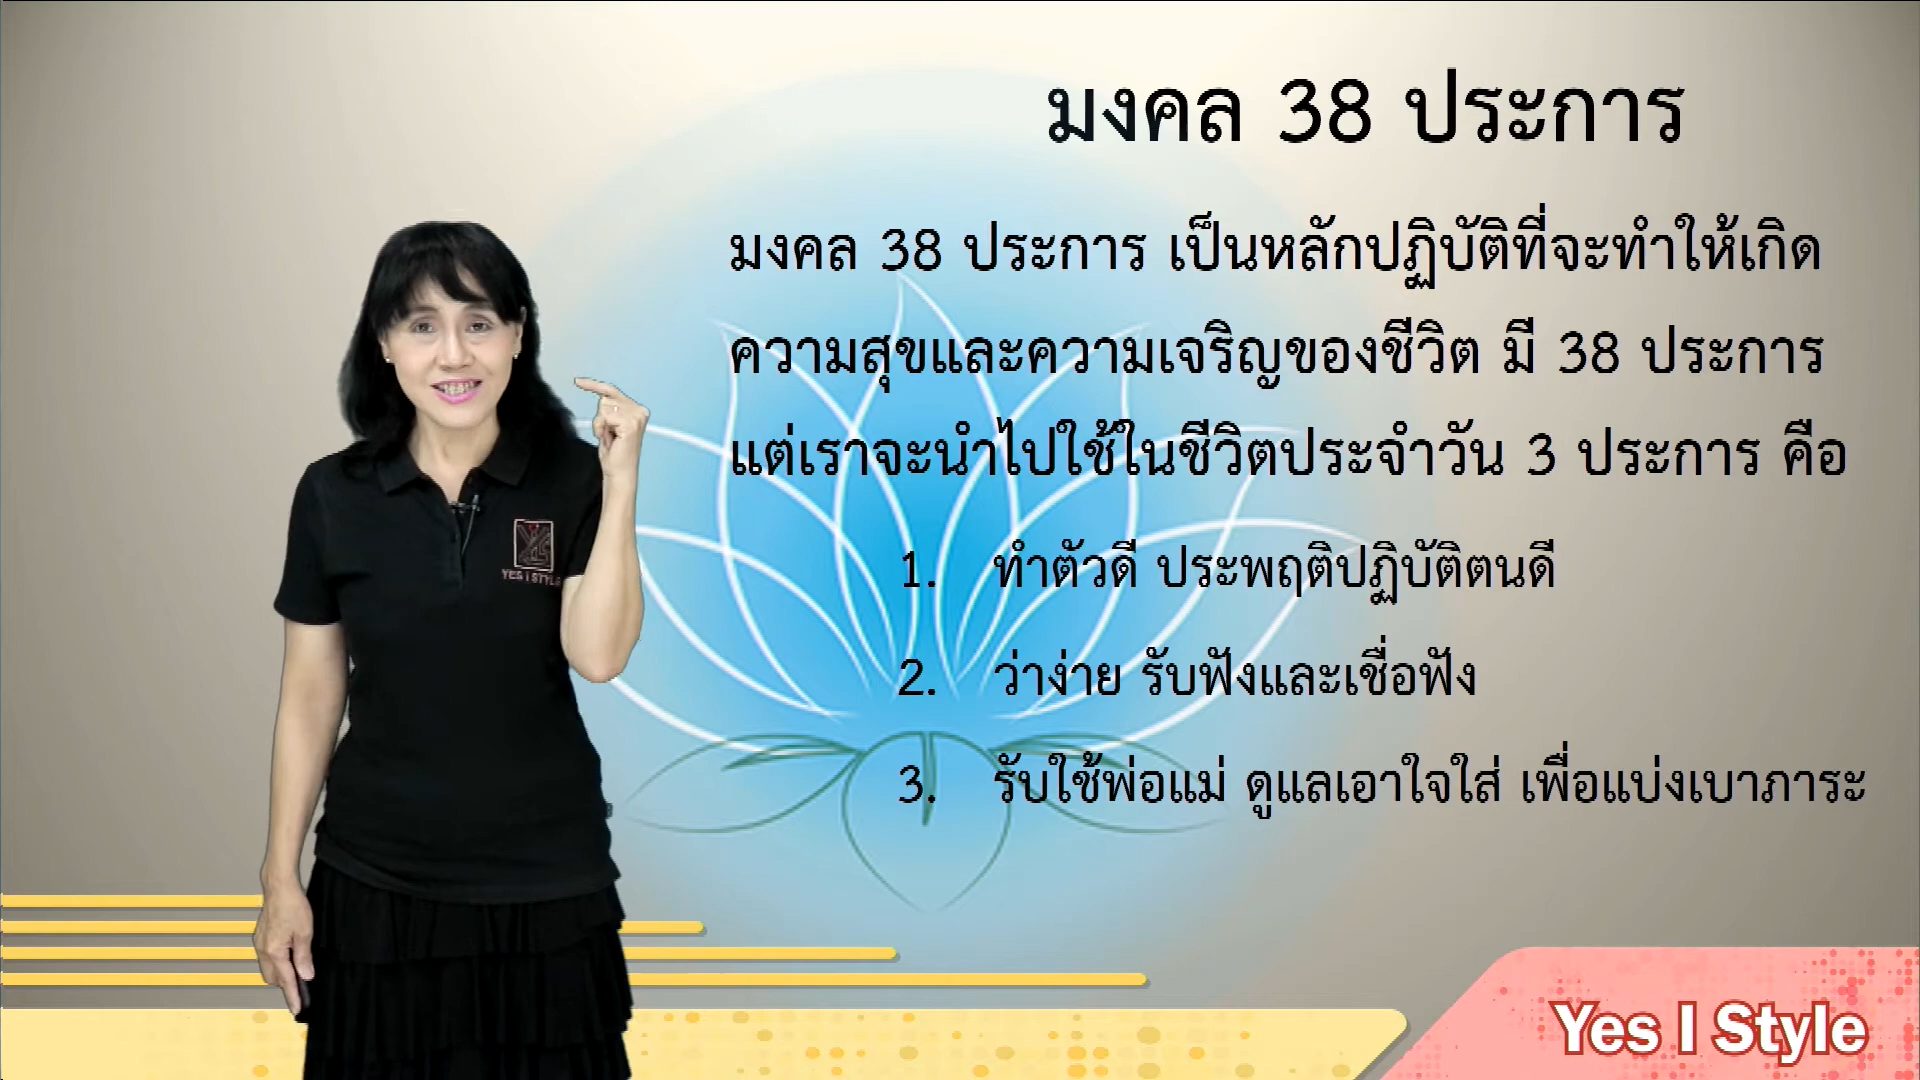 มงคล 38 ประการ
มงคล 38 ประการ เป็นหลักปฏิบัติที่จะทำให้เกิด
ความสุขและความเจริญของชีวิต มี 38 ประการ
แต่เราจะนำไปใช้ในชีวิตประจำวัน 3 ประการ คือ
1. ทำตัวดี ประพฤติปฏิบัติตนดี
2. ว่าง่าย รับฟังและเชื่อฟัง
3. รับใช้พ่อแม่ ดูแลเอาใจใส่ เพื่อแบ่งเบาภาระ
YES I STYLE
Yes I Style